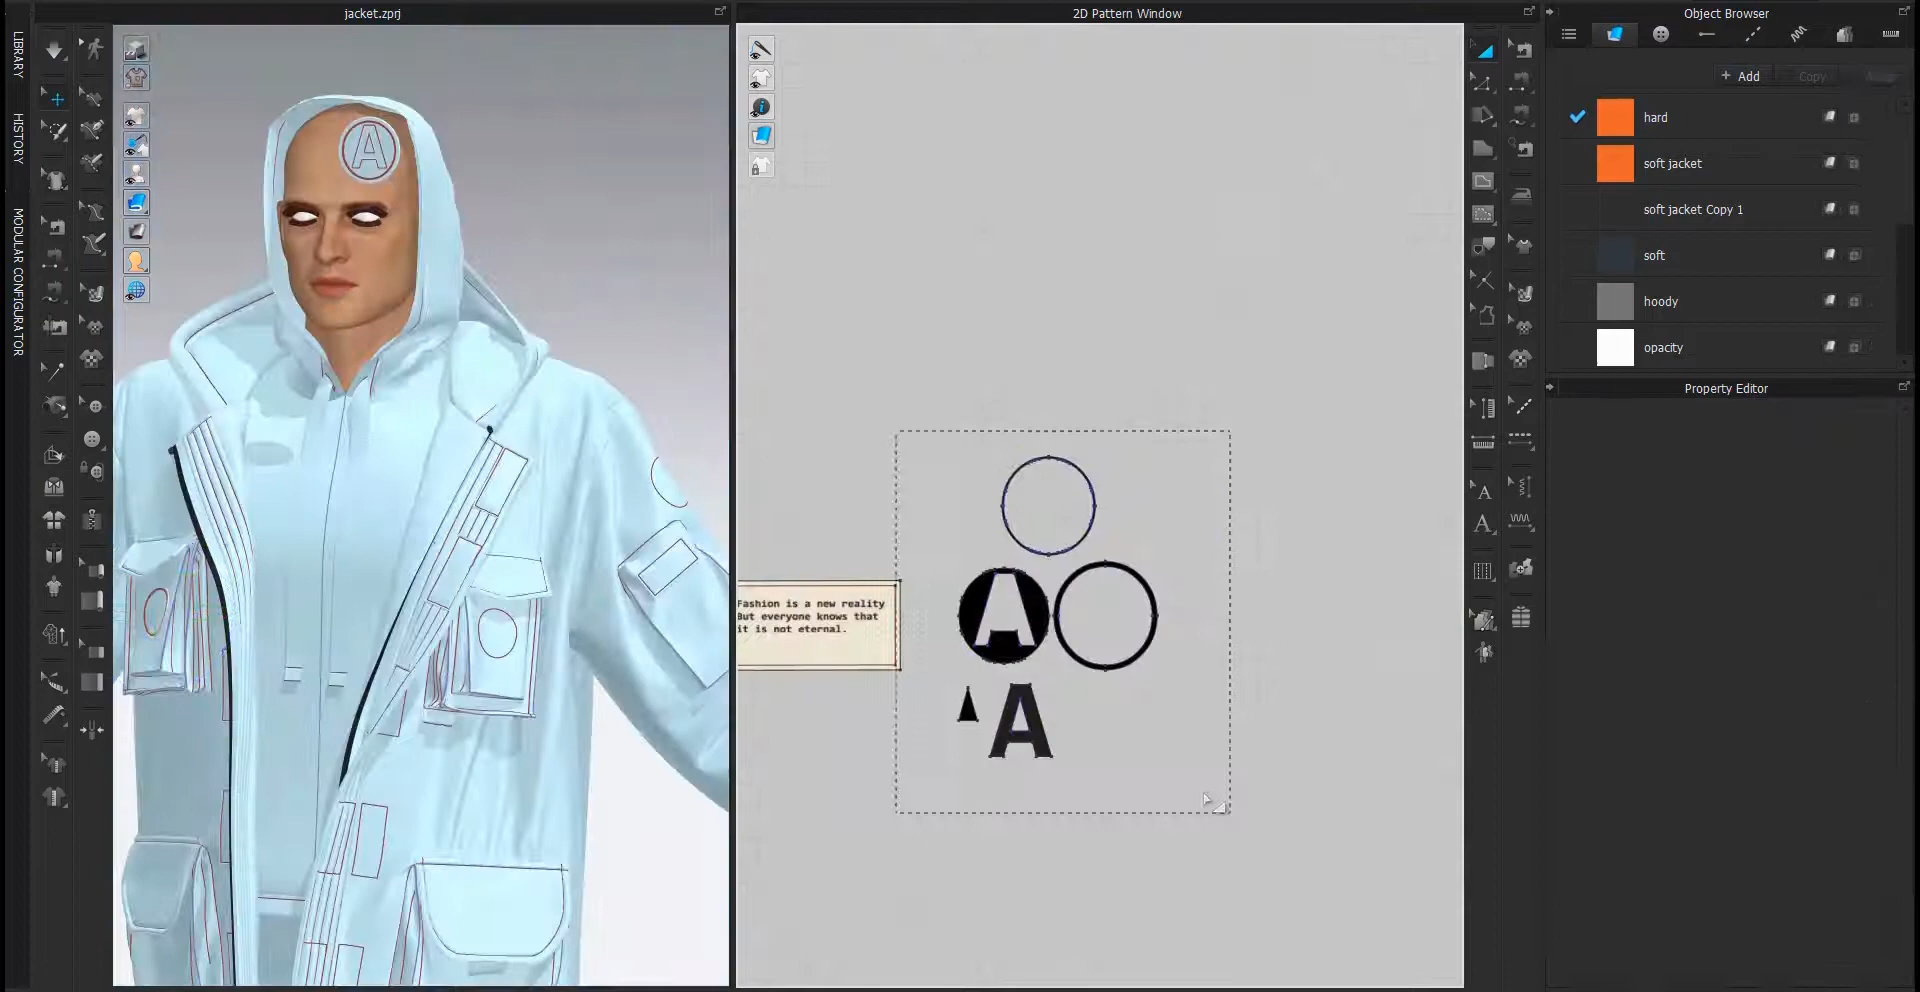 jacket.zprj
2D Pattern Window
Object Browser
LIBRARY
HISTORY
MODULAR CONFIGURATOR
+ Add
Copy
hard
soft jacket
soft jacket Copy 1
soft
hoody
opacity
Property Editor
A
Fashion is a new reality
But everyone knows that
it is not eternal.
A
A
A
A